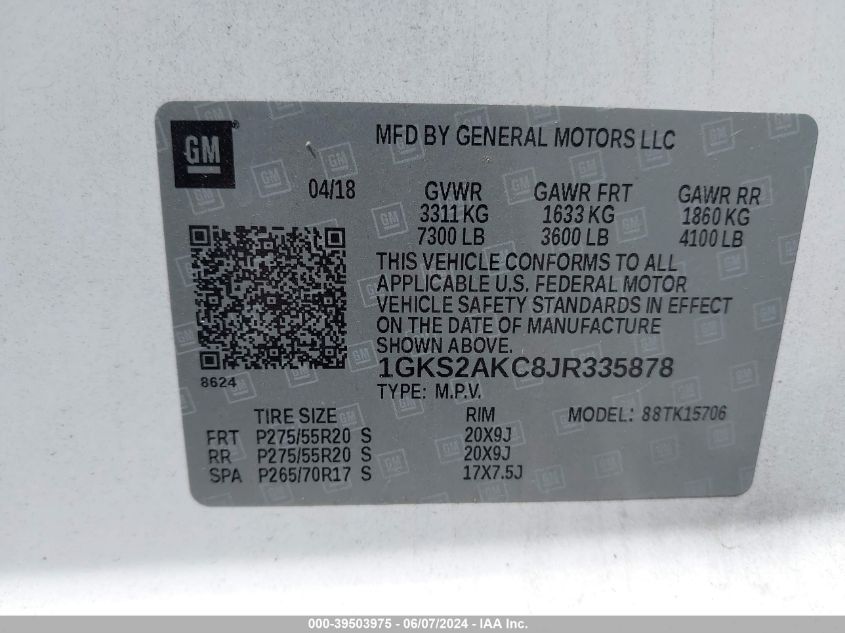 GM
MFD BY GENERAL MOTORS LLC
04/18 GVWR GAWR FRT GAWR RR
3311 KG 1633 KG 1860 KG
7300 LB 3600 LB 4100 LB
THIS VEHICLE CONFORMS TO ALL
APPLICABLE U.S. FEDERAL MOTOR
VEHICLE SAFETY STANDARDS IN EFFECT
ON THE DATE OF MANUFACTURE
SHOWN ABOVE.
1GKS2AKC8JR335878
8624
TYPE: M.P.V.
TIRE SIZE RIM MODEL: 88TK15706
FRT P275/55R20 S 20X9J
RR P275/55R20 S 20X9J
SPA P265/70R17 S 17X7.5J
000-39503975 - 06/07/2024 - IAA Inc.